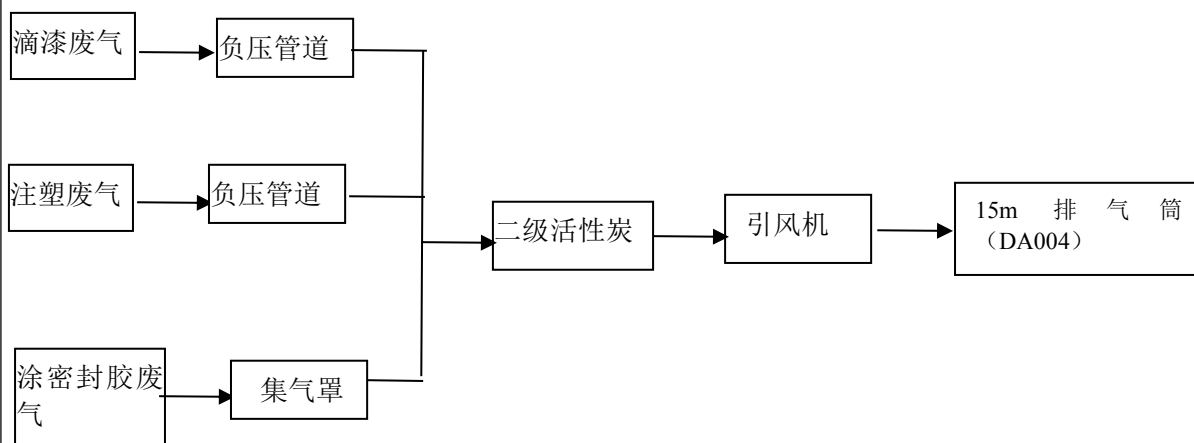 滴漆废气
负压管道
注塑废气
负压管道
二级活性炭
引风机
15m 排 气 筒
（DA004）
涂密封胶废
气
集气罩